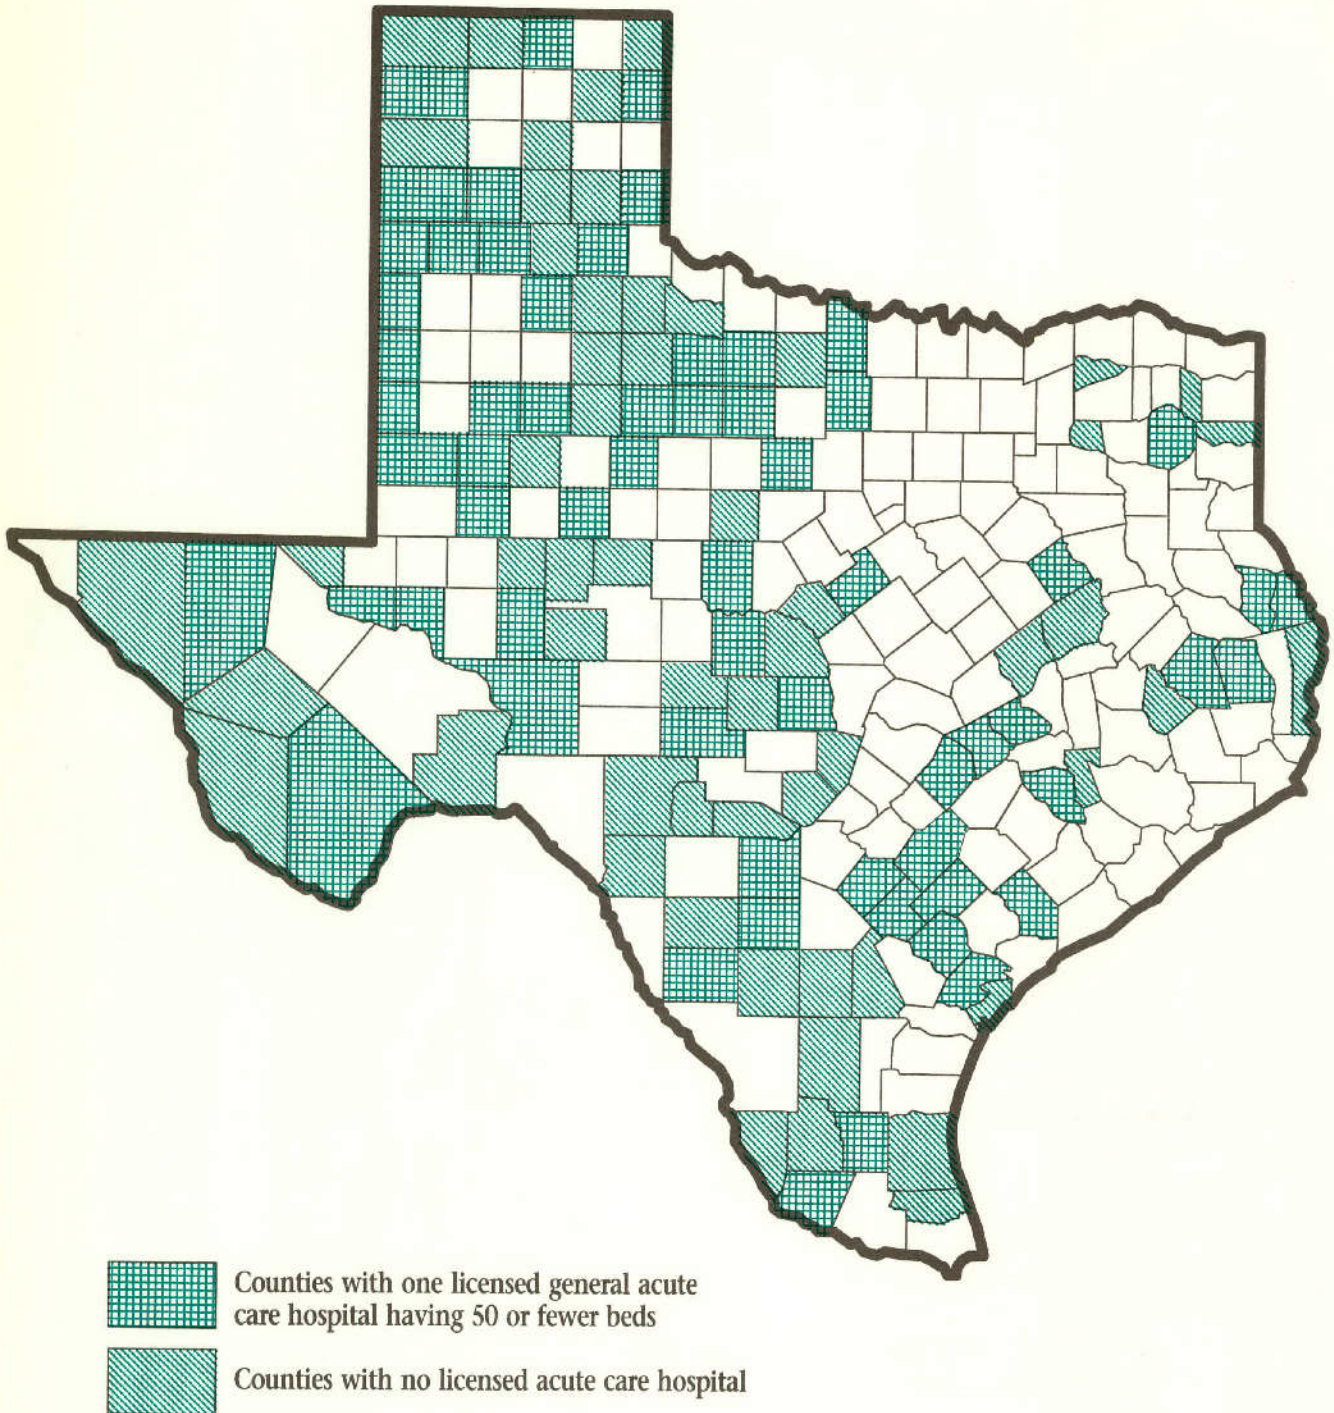 Counties with one licensed general acute
care hospital having 50 or fewer beds
Counties with no licensed acute care hospital